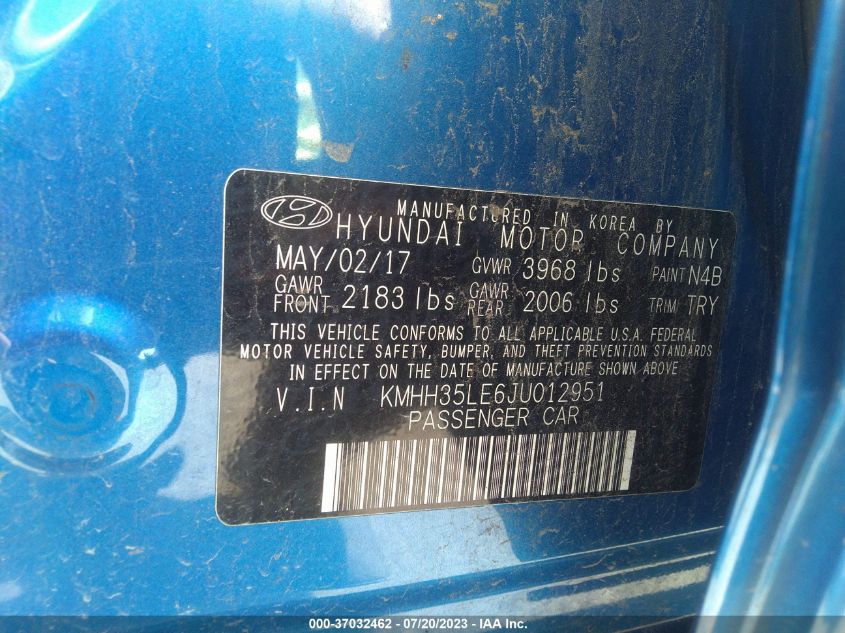 MANUFACTURED IN KOREA BY
HYUNDAI MOTOR COMPANY
MAY/02/17 GVWR 3968 lbs PAINT N4B
GAWR FRONT 2183 lbs GAWR REAR 2006 lbs TRIM TRY
THIS VEHICLE CONFORMS TO ALL APPLICABLE U.S.A. FEDERAL
MOTOR VEHICLE SAFETY, BUMPER, AND THEFT PREVENTION STANDARDS
IN EFFECT ON THE DATE OF MANUFACTURE SHOWN ABOVE
V.I.N KMHH35LE6JU012951
PASSENGER CAR
000-37032462 - 07/20/2023 - IAA Inc.